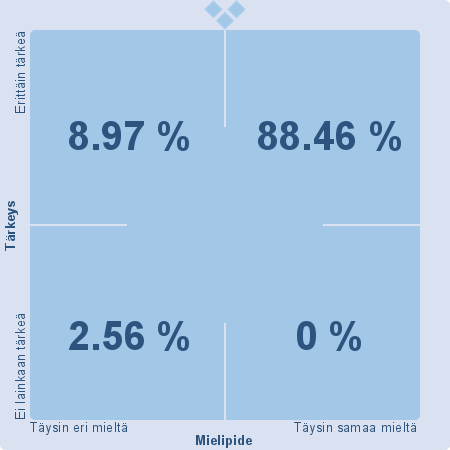 Erittäin tärkeä
8.97 %
88.46 %
Tärkeys
2.56 %
0 %
Ei lainkaan tärkeä
Täysin eri mieltä
Täysin samaa mieltä
Mielipide